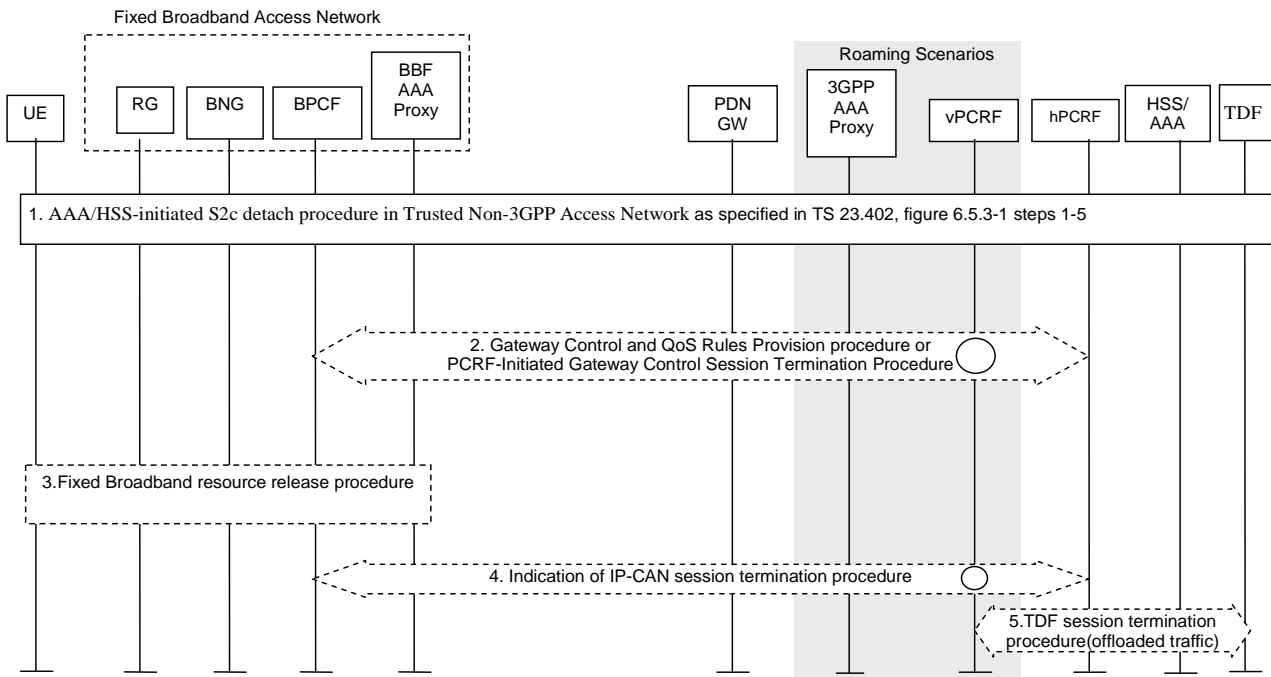 Fixed Broadband Access Network
Roaming Scenarios
UE
RG
BNG
BPCF
BBF
AAA
Proxy
PDN
GW
3GPP
AAA
Proxy
vPCRF
hPCRF
HSS/
AAA
TDF
1. AAA/HSS-initiated S2c detach procedure in Trusted Non-3GPP Access Network as specified in TS 23.402, figure 6.5.3-1 steps 1-5
2. Gateway Control and QoS Rules Provision procedure or
PCRF-Initiated Gateway Control Session Termination Procedure
3.Fixed Broadband resource release procedure
4. Indication of IP-CAN session termination procedure
5.TDF session termination
procedure(offloaded traffic)